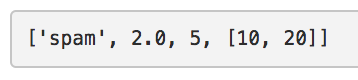 ['spam', 2.0, 5, [10, 20]]